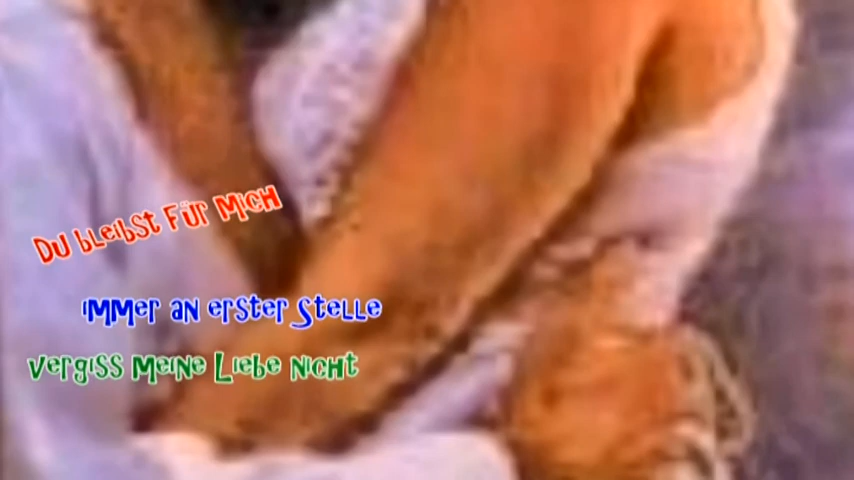 Du bleibst Für Mich
immer an erster Stelle
vergiss meine Liebe nicht